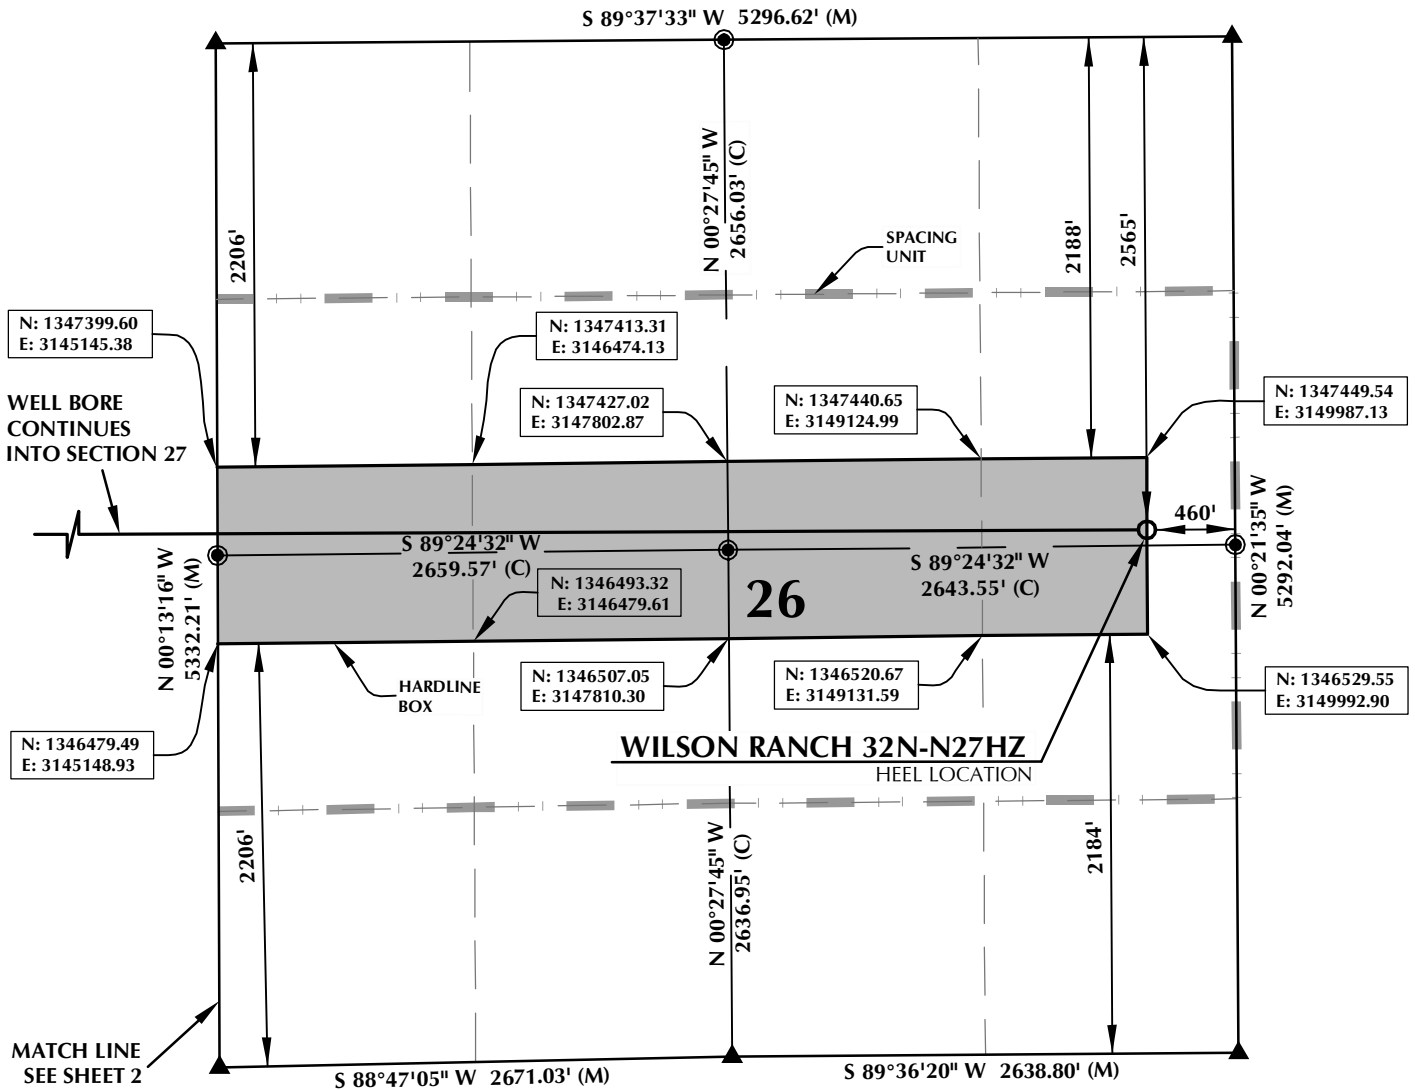 S 89°37'33" W 5296.62' (M)
N 00°27'45" W
2656.03' (C)
2206'
2188'
2565'
SPACING
UNIT
N: 1347399.60
E: 3145145.38
N: 1347413.31
E: 3146474.13
N: 1347427.02
E: 3147802.87
N: 1347440.65
E: 3149124.99
N: 1347449.54
E: 3149987.13
WELL BORE
CONTINUES
INTO SECTION 27
460'
N 00°21'35" W
5292.04' (M)
S 89°24'32" W
2659.57' (C)
S 89°24'32" W
2643.55' (C)
N 00°13'16" W
5332.21' (M)
N: 1346493.32
E: 3146479.61
26
HARDLINE
BOX
N: 1346507.05
E: 3147810.30
N: 1346520.67
E: 3149131.59
N: 1346529.55
E: 3149992.90
N: 1346479.49
E: 3145148.93
WILSON RANCH 32N-N27HZ
HEEL LOCATION
2206'
N 00°27'45" W
2636.95' (C)
2184'
MATCH LINE
SEE SHEET 2
S 88°47'05" W 2671.03' (M)
S 89°36'20" W 2638.80' (M)